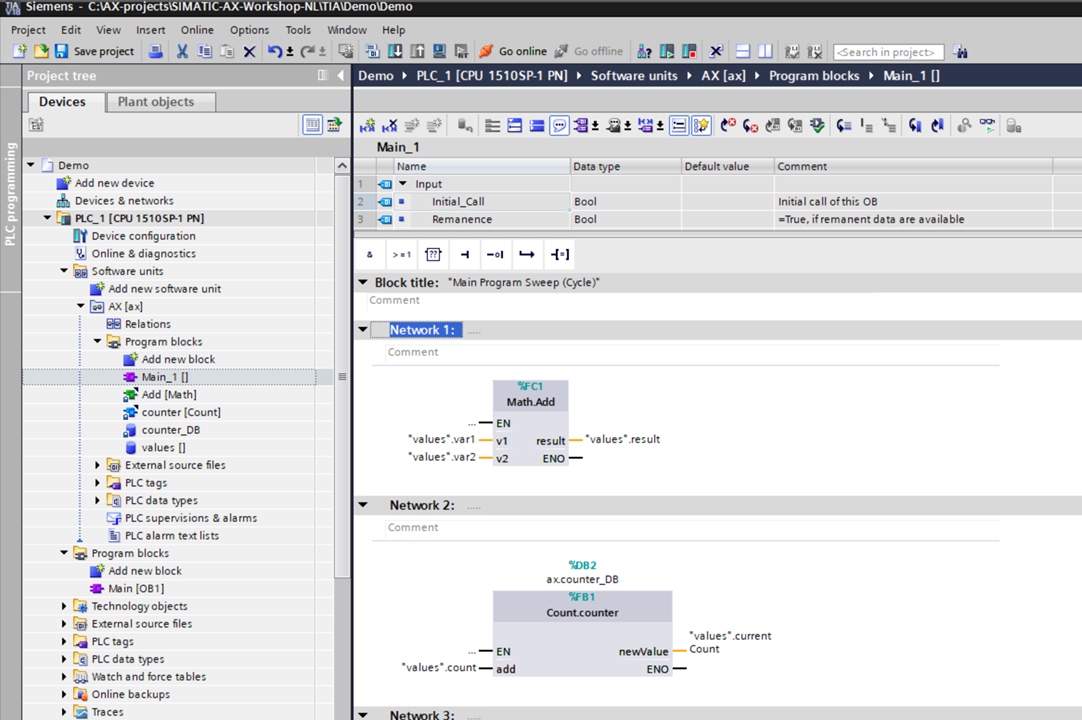 Siemens - C:\AX-projects\SIMATIC-AX-Workshop-NL\TIA\Demo\Demo
Project Edit View Insert Online Options Tools Window Help
Save project Go online Go offline <Search in project>
Project tree
Demo PLC_1 [CPU 1510SP-1 PN] Software units AX [ax] Program blocks Main_1 []
Devices Plant objects
PLC programming
Demo
Add new device
Devices & networks
PLC_1 [CPU 1510SP-1 PN]
Device configuration
Online & diagnostics
Software units
Add new software unit
AX [ax]
Relations
Program blocks
Add new block
Main_1 []
Add [Math]
counter [Count]
counter_DB
values []
External source files
PLC tags
PLC data types
PLC supervisions & alarms
PLC alarm text lists
Program blocks
Add new block
Main [OB1]
Technology objects
External source files
PLC tags
PLC data types
Watch and force tables
Online backups
Traces
Main_1
Name Data type Default value Comment
1 Input
2 Initial_Call Bool Initial call of this OB
3 Remanence Bool =True, if remanent data are available
& >=1 ??
Block title: "Main Program Sweep (Cycle)"
Comment
Network 1: .....
Comment
%FC1
Math.Add
... EN
"values".var1 v1 result "values".result
"values".var2 v2 ENO
Network 2: .....
Comment
%DB2
ax.counter_DB
%FB1
Count.counter
"values".current
... EN newValue Count
"values".count add ENO
Network 3: .....